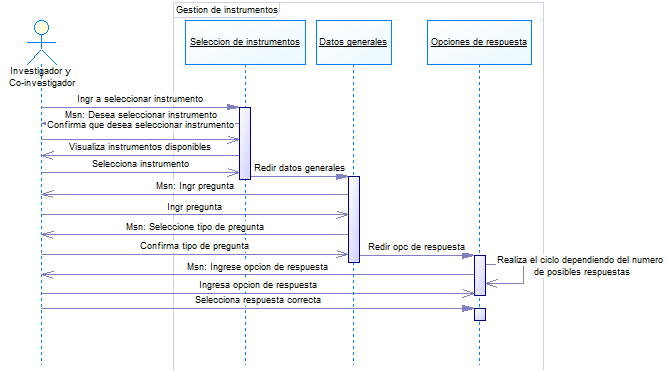 Gestion de instrumentos
Seleccion de instrumentos
Datos generales
Opciones de respuesta
Investigador y
Co-investigador
Ingr a seleccionar instrumento
Msn: Desea seleccionar instrumento
Confirma que desea seleccionar instrumento
Visualiza instrumentos disponibles
Selecciona instrumento
Redir datos generales
Msn: Ingr pregunta
Ingr pregunta
Msn: Seleccione tipo de pregunta
Confirma tipo de pregunta
Redir opc de respuesta
Realiza el ciclo dependiendo del numero
de posibles respuestas
Msn: Ingrese opcion de respuesta
Ingresa opcion de respuesta
Selecciona respuesta correcta